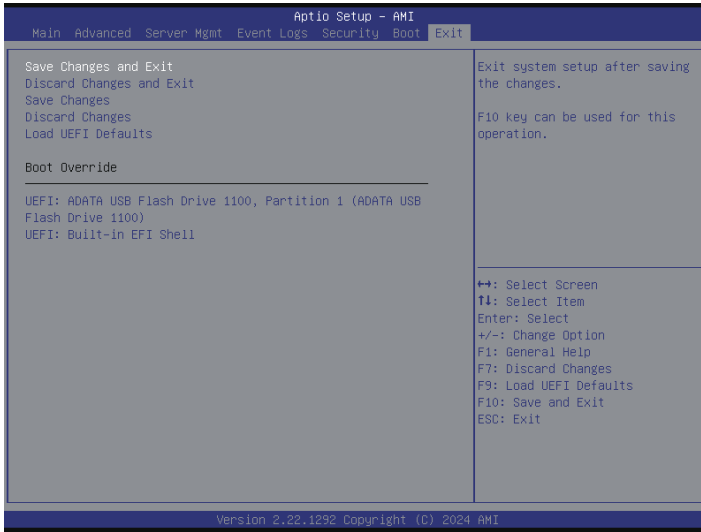 Aptio Setup - AMI
Main Advanced Server Mgmt Event Logs Security Boot Exit
Save Changes and Exit
Discard Changes and Exit
Save Changes
Discard Changes
Load UEFI Defaults
Boot Override
UEFI: ADATA USB Flash Drive 1100, Partition 1 (ADATA USB
Flash Drive 1100)
UEFI: Built-in EFI Shell
Exit system setup after saving
the changes.
F10 key can be used for this
operation.
↔: Select Screen
↑↓: Select Item
Enter: Select
+/-: Change Option
F1: General Help
F7: Discard Changes
F9: Load UEFI Defaults
F10: Save and Exit
ESC: Exit
Version 2.22.1292 Copyright (C) 2024 AMI